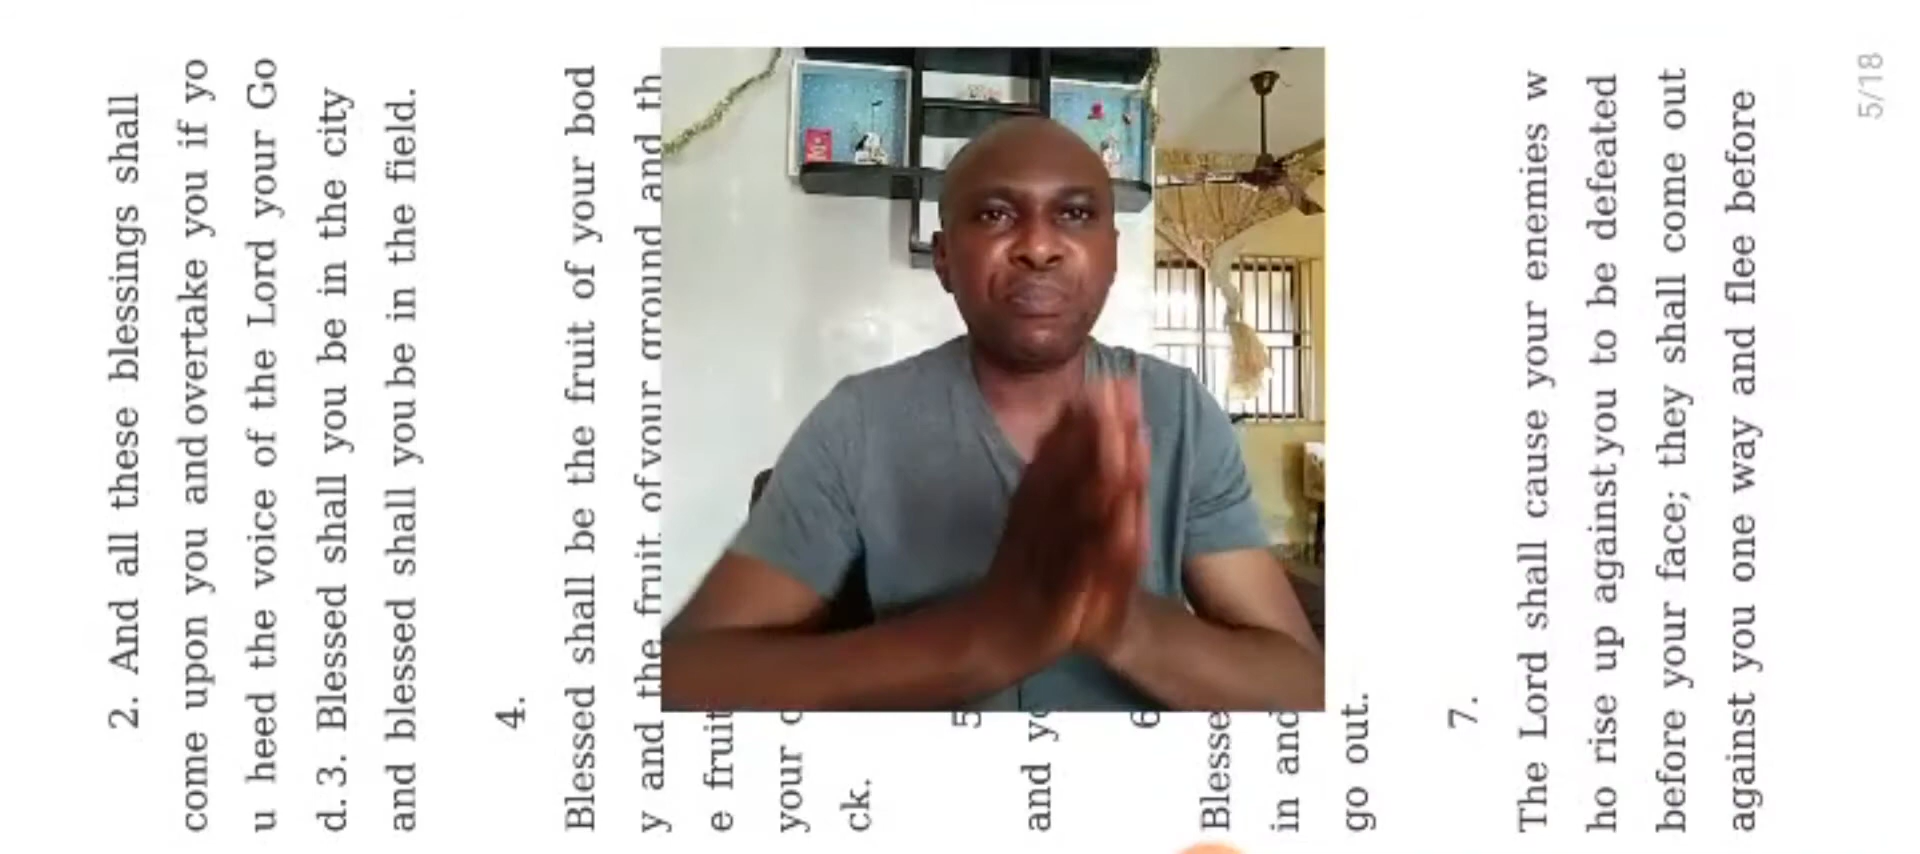 2. And all these blessings shall
come upon you and overtake you if yo
u heed the voice of the Lord your Go
d. 3. Blessed shall you be in the city
and blessed shall you be in the field.
4.
Blessed shall be the fruit of your bod
y and the fruit of your ground and th
e fruit
your
ck.
5
and
6
Blesse
in and
go out.
7.
The Lord shall cause your enemies w
ho rise up against you to be defeated
before your face; they shall come out
against you one way and flee before
5/18